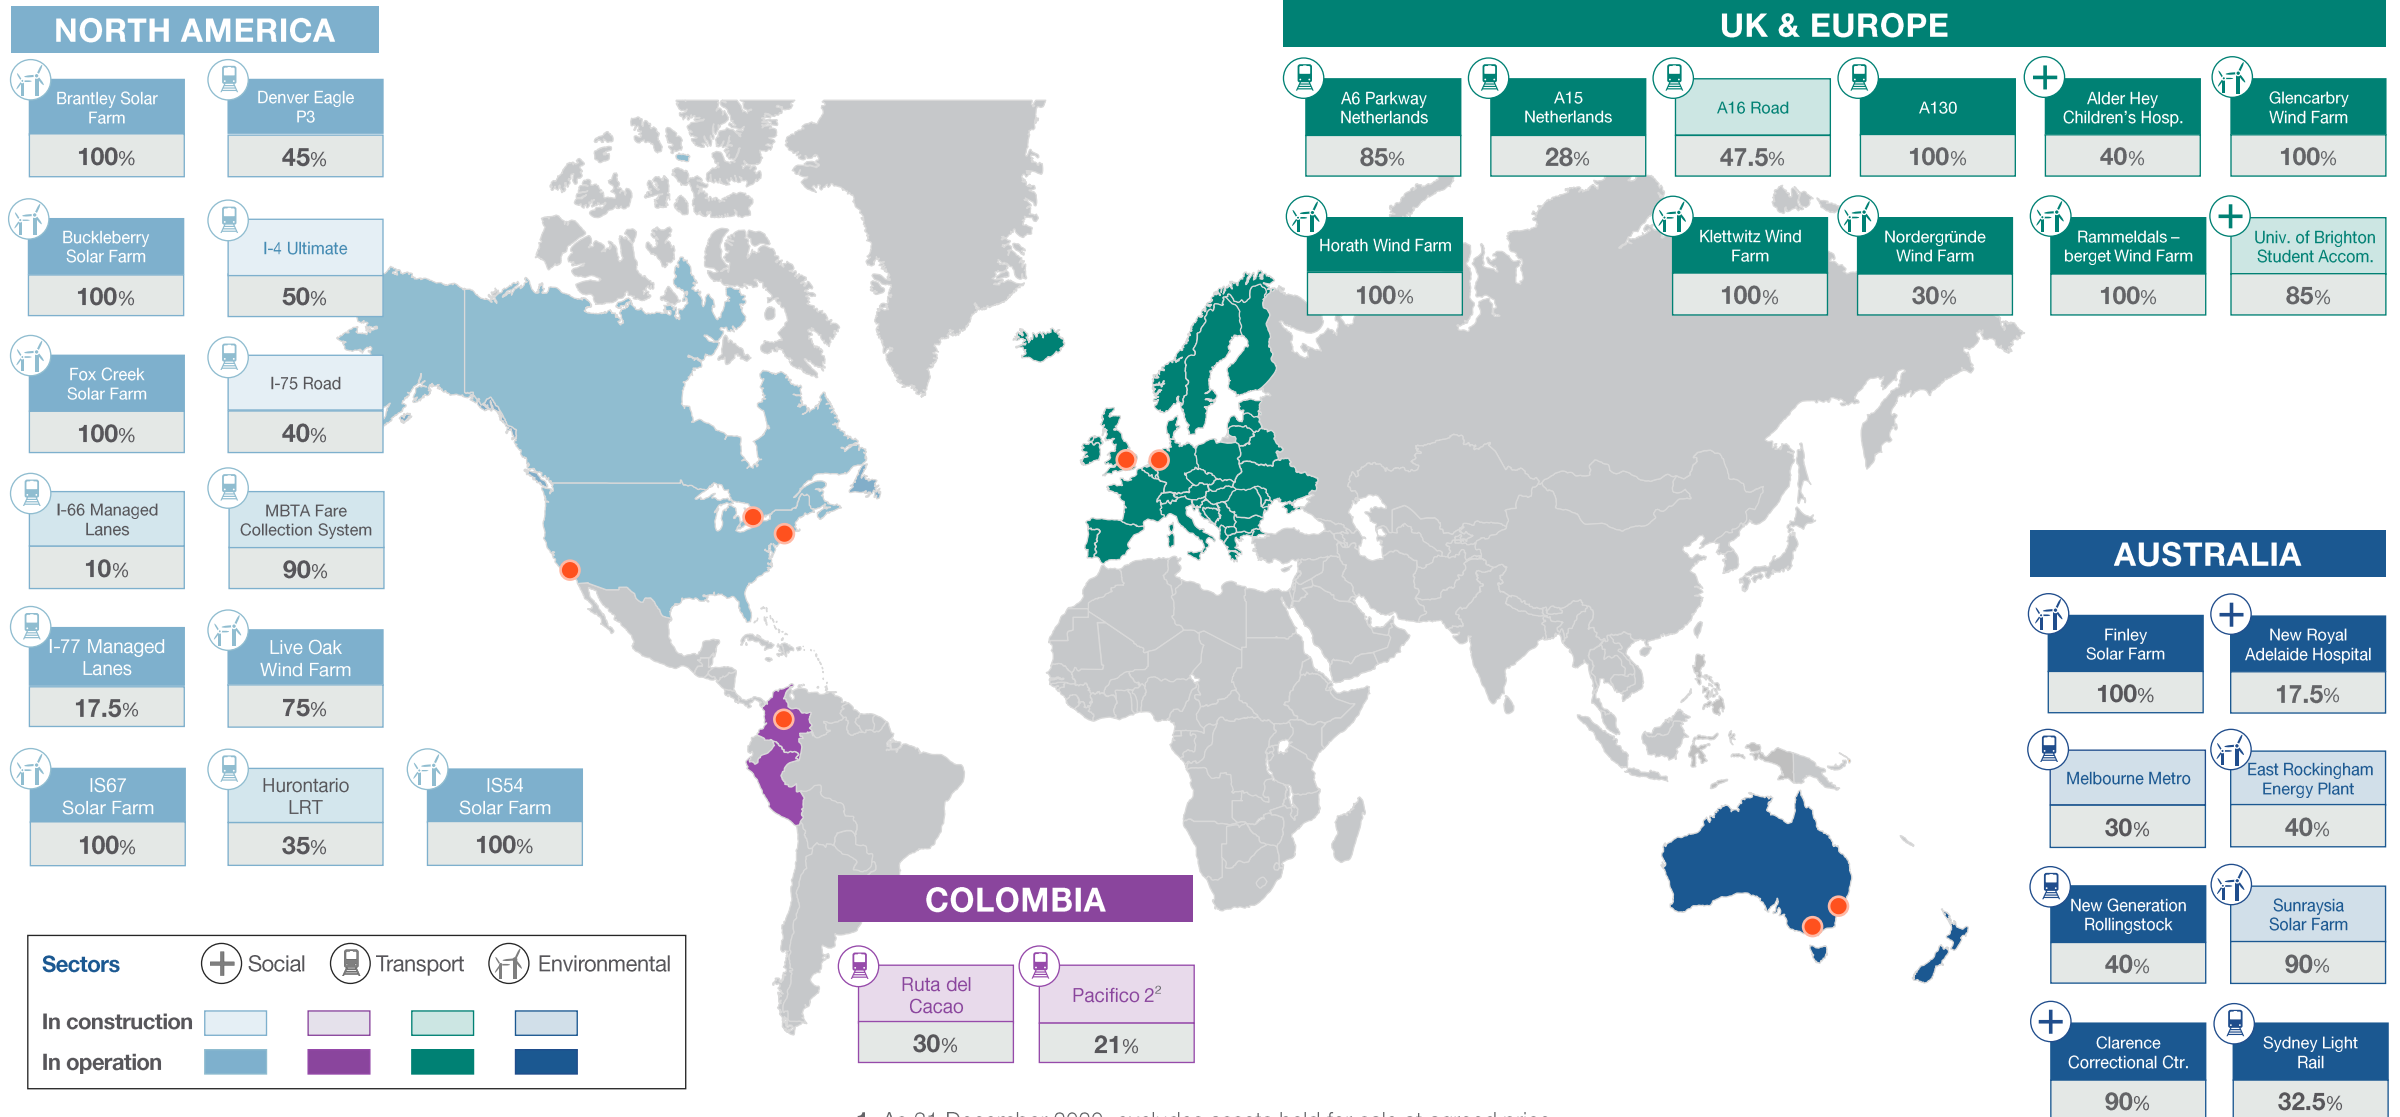 NORTH AMERICA
Brantley Solar
Farm
100%
Denver Eagle
P3
45%
Buckleberry
Solar Farm
100%
I-4 Ultimate
50%
Fox Creek
Solar Farm
100%
I-75 Road
40%
I-66 Managed
Lanes
10%
MBTA Fare
Collection System
90%
I-77 Managed
Lanes
17.5%
Live Oak
Wind Farm
75%
IS67
Solar Farm
100%
Hurontario
LRT
35%
IS54
Solar Farm
100%
UK & EUROPE
A6 Parkway
Netherlands
85%
A15
Netherlands
28%
A16 Road
47.5%
A130
100%
Alder Hey
Children's Hosp.
40%
Glencarbry
Wind Farm
100%
Horath Wind Farm
100%
Klettwitz Wind
Farm
100%
Nordergründe
Wind Farm
30%
Rammeldals –
berget Wind Farm
100%
Univ. of Brighton
Student Accom.
85%
AUSTRALIA
Finley
Solar Farm
100%
New Royal
Adelaide Hospital
17.5%
Melbourne Metro
30%
East Rockingham
Energy Plant
40%
New Generation
Rollingstock
40%
Sunraysia
Solar Farm
90%
Clarence
Correctional Ctr.
90%
Sydney Light
Rail
32.5%
COLOMBIA
Ruta del
Cacao
30%
Pacifico 2²
21%
Sectors
Social
Transport
Environmental
In construction
In operation